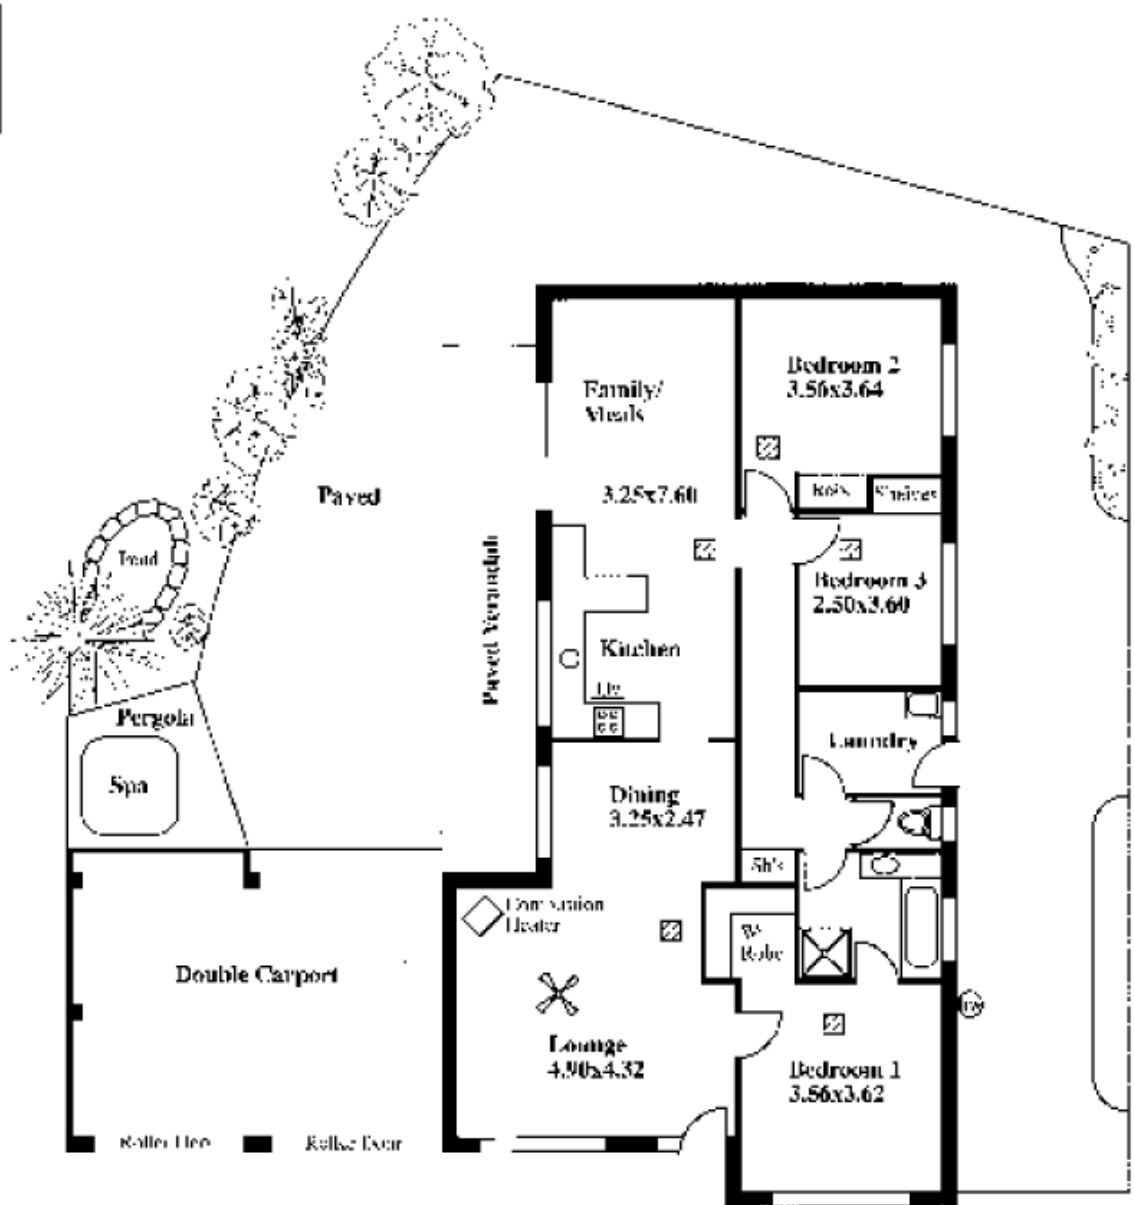 Bedroom 2
3.56x3.64
Family/
Meals
Paved
3.25x7.60
Rob's
Shelves
Pond
Paved Verandah
Bedroom 3
2.50x3.60
Kitchen
Pergola
Laundry
Spa
Dining
3.25x2.47
Sh's
Combustion
Heater
W
Robe
Double Carport
Lounge
4.90x4.32
Bedroom 1
3.56x3.62
Roller Door
Roller Door